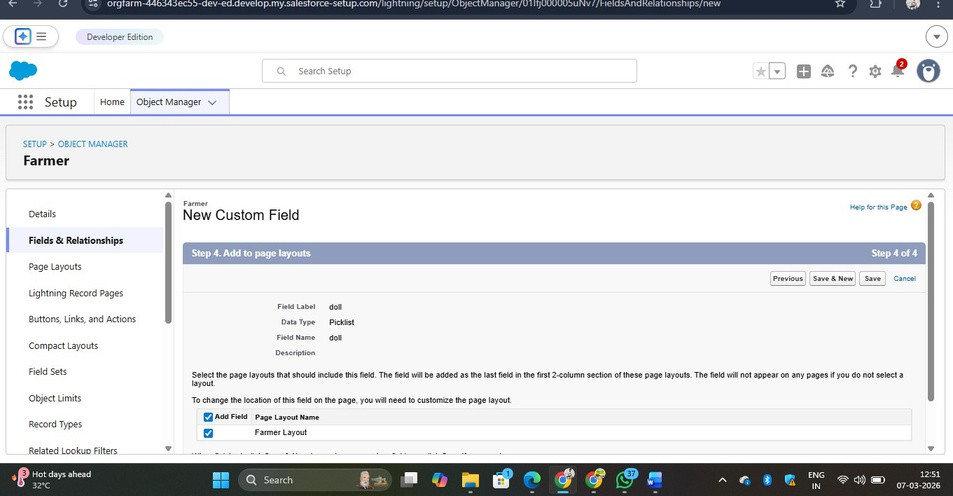 orgfarm-446343ec55-dev-ed.develop.my.salesforce-setup.com/lightning/setup/ObjectManager/01Ifj000005uNv7/FieldsAndRelationships/new
Developer Edition
Search Setup
2
Setup
Home
Object Manager
SETUP > OBJECT MANAGER
Farmer
Details
Fields & Relationships
Page Layouts
Lightning Record Pages
Buttons, Links, and Actions
Compact Layouts
Field Sets
Object Limits
Record Types
Related Lookup Filters
Farmer
New Custom Field
Help for this Page ?
Step 4. Add to page layouts
Step 4 of 4
Previous
Save & New
Save
Cancel
Field Label doll
Data Type Picklist
Field Name doll
Description
Select the page layouts that should include this field. The field will be added as the last field in the first 2-column section of these page layouts. The field will not appear on any pages if you do not select a
layout.
To change the location of this field on the page, you will need to customize the page layout.
Add Field Page Layout Name
Farmer Layout
3
Hot days ahead
32°C
Search
1
37
ENG
IN
12:51
07-03-2026